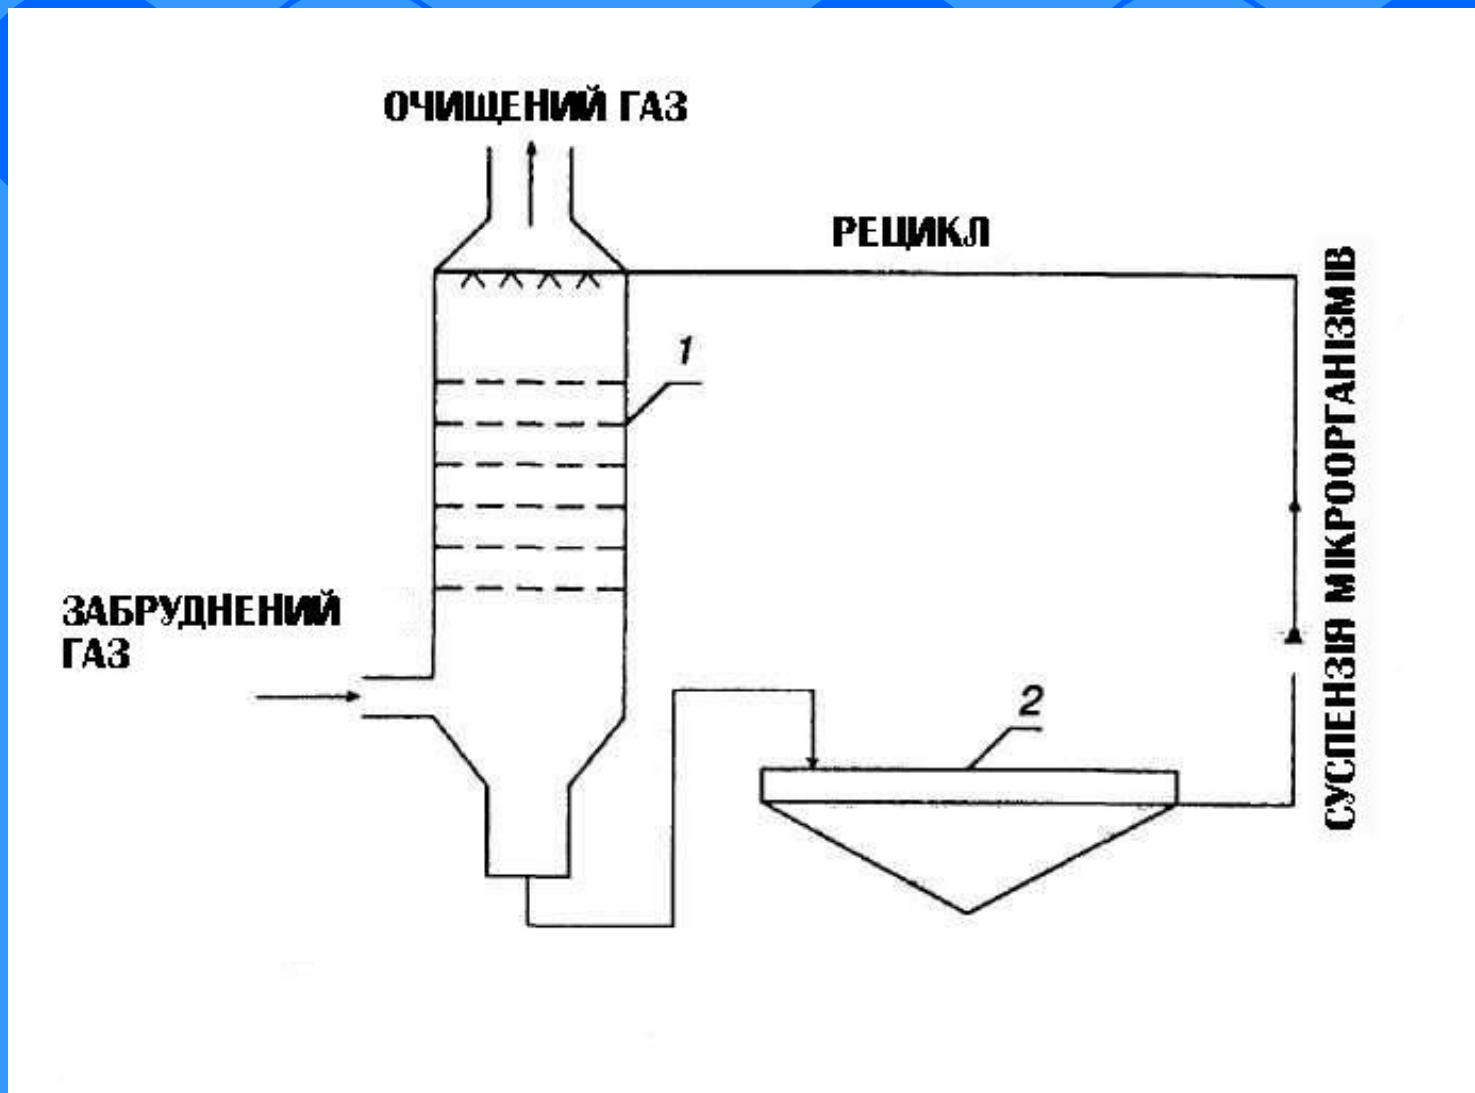 ОЧИЩЕНИЙ ГАЗ
РЕЦИКЛ
1
ЗАБРУДНЕНИЙ
ГАЗ
2
СУСПЕНЗІЯ МІКРООРГАНІЗМІВ